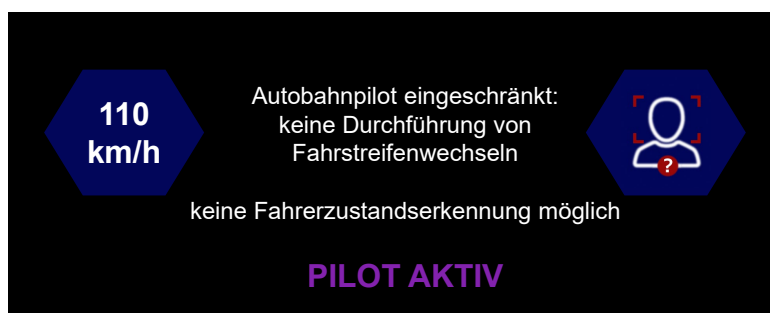 110
km/h
Autobahnpilot eingeschränkt:
keine Durchführung von
Fahrstreifenwechseln
?
keine Fahrerzustandserkennung möglich
PILOT AKTIV